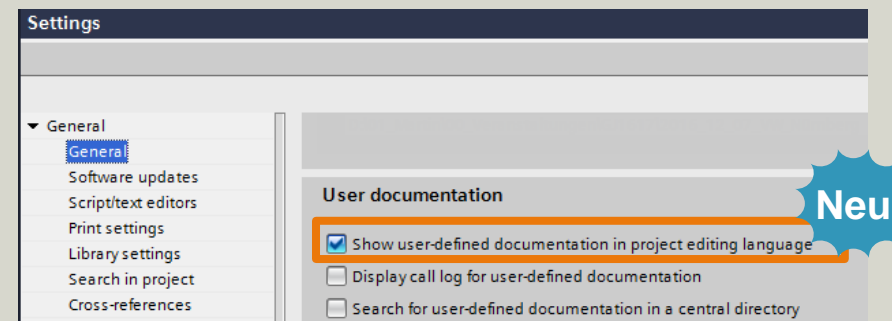 Settings
General
General
Software updates
Script/text editors
Print settings
Library settings
Search in project
Cross-references
User documentation
Neu
Show user-defined documentation in project editing language
Display call log for user-defined documentation
Search for user-defined documentation in a central directory